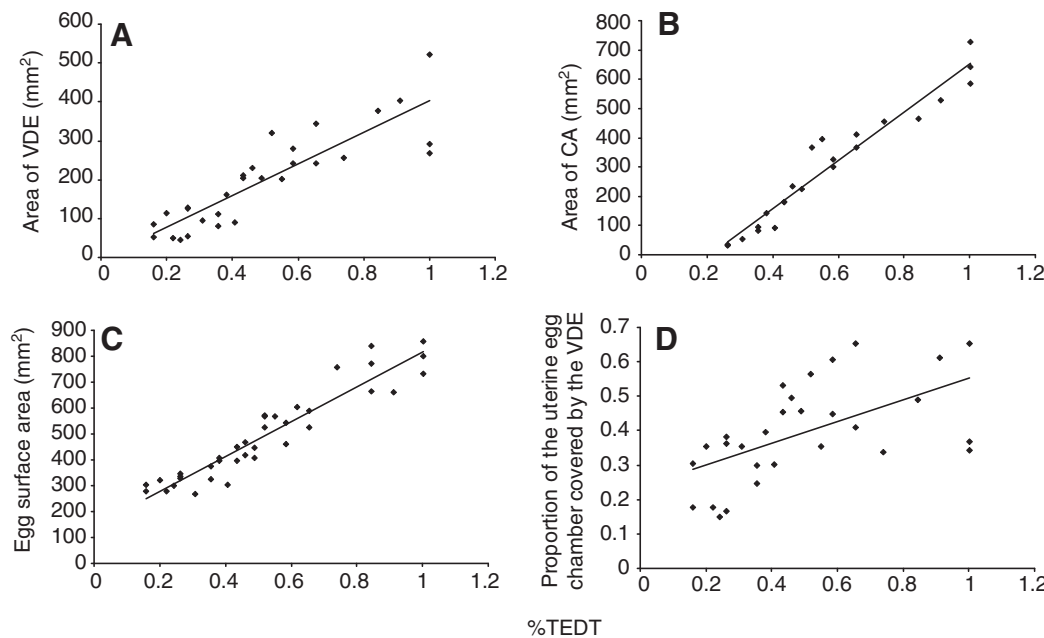 A
Area of VDE (mm²)
600
500
400
300
200
100
0
0 0.2 0.4 0.6 0.8 1 1.2
B
Area of CA (mm²)
800
700
600
500
400
300
200
100
0
0 0.2 0.4 0.6 0.8 1 1.2
C
Egg surface area (mm²)
900
800
700
600
500
400
300
200
100
0
0 0.2 0.4 0.6 0.8 1 1.2
D
Proportion of the uterine egg
chamber covered by the VDE
0.7
0.6
0.5
0.4
0.3
0.2
0.1
0
0 0.2 0.4 0.6 0.8 1 1.2
%TEDT